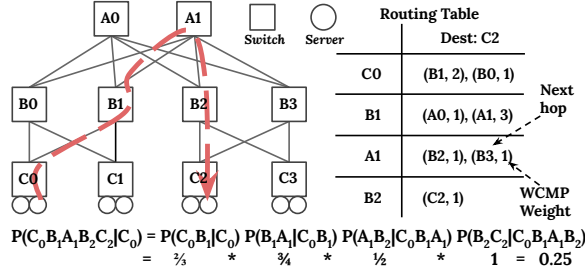 A0 A1
Switch Server
Routing Table
Dest: C2
C0 (B1, 2), (B0, 1)
B1 (A0, 1), (A1, 3)
A1 (B2, 1), (B3, 1)
B2 (C2, 1)
Next
hop
WCMP
Weight
B0 B1 B2 B3
C0 C1 C2 C3
P(C₀B₁A₁B₂C₂|C₀) = P(C₀B₁|C₀) P(B₁A₁|C₀B₁) P(A₁B₂|C₀B₁A₁) P(B₂C₂|C₀B₁A₁B₂)
= ⅔ * ¾ * ½ * 1 = 0.25